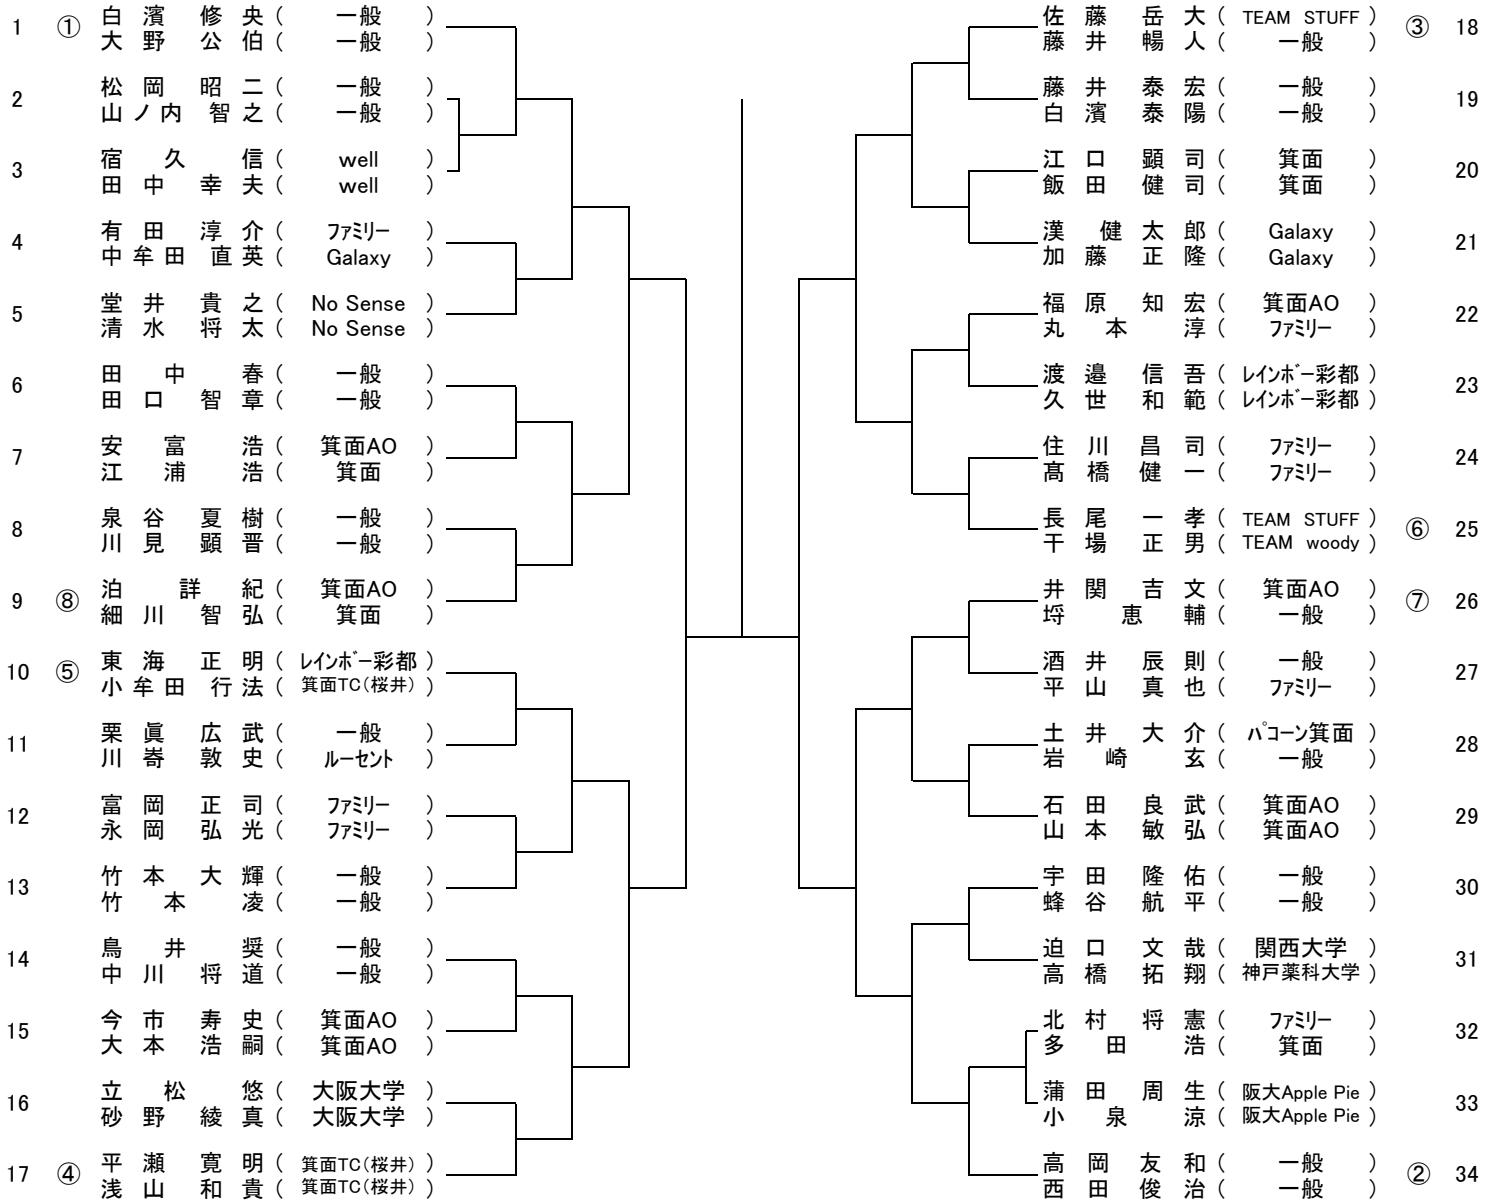 1 ① 白濱 修央 ( 一般 )
大野 公伯 ( 一般 )
2 松岡 昭二 ( 一般 )
山ノ内 智之 ( 一般 )
3 宿 久 信 ( well )
田中 幸夫 ( well )
4 有田 淳介 ( ファミリー )
中牟田 直英 ( Galaxy )
5 堂井 貴之 ( No Sense )
清水 将太 ( No Sense )
6 田中 春 ( 一般 )
田口 智章 ( 一般 )
7 安富 浩 ( 箕面AO )
江浦 浩 ( 箕面 )
8 泉谷 夏樹 ( 一般 )
川見 顕晋 ( 一般 )
9 ⑧ 泊 詳紀 ( 箕面AO )
細川 智弘 ( 箕面 )
10 ⑤ 東海 正明 ( レインボー彩都 )
小牟田 行法 ( 箕面TC(桜井) )
11 栗眞 広武 ( 一般 )
川嵜 敦史 ( ルーセント )
12 富岡 正司 ( ファミリー )
永岡 弘光 ( ファミリー )
13 竹本 大輝 ( 一般 )
竹本 凌 ( 一般 )
14 鳥井 奨 ( 一般 )
中川 将道 ( 一般 )
15 今市 寿史 ( 箕面AO )
大本 浩嗣 ( 箕面AO )
16 立松 悠 ( 大阪大学 )
砂野 綾真 ( 大阪大学 )
17 ④ 平瀬 寛明 ( 箕面TC(桜井) )
浅山 和貴 ( 箕面TC(桜井) )
佐藤 岳大 ( TEAM STUFF ) ③ 18
藤井 暢人 ( 一般 )
藤井 泰宏 ( 一般 ) 19
白濱 泰陽 ( 一般 )
江口 顕司 ( 箕面 ) 20
飯田 健司 ( 箕面 )
漢 健太郎 ( Galaxy ) 21
加藤 正隆 ( Galaxy )
福原 知宏 ( 箕面AO ) 22
丸本 淳 ( ファミリー )
渡邉 信吾 ( レインボー彩都 ) 23
久世 和範 ( レインボー彩都 )
住川 昌司 ( ファミリー ) 24
髙橋 健一 ( ファミリー )
長尾 一孝 ( TEAM STUFF ) ⑥ 25
干場 正男 ( TEAM woody )
井関 吉文 ( 箕面AO ) ⑦ 26
埒 恵輔 ( 一般 )
酒井 辰則 ( 一般 ) 27
平山 真也 ( ファミリー )
土井 大介 ( パコーン箕面 ) 28
岩崎 玄 ( 一般 )
石田 良武 ( 箕面AO ) 29
山本 敏弘 ( 箕面AO )
宇田 隆佑 ( 一般 ) 30
蜂谷 航平 ( 一般 )
迫口 文哉 ( 関西大学 ) 31
高橋 拓翔 ( 神戸薬科大学 )
北村 将憲 ( ファミリー ) 32
多田 浩 ( 箕面 )
蒲田 周生 ( 阪大Apple Pie ) 33
小泉 涼 ( 阪大Apple Pie )
高岡 友和 ( 一般 ) ② 34
西田 俊治 ( 一般 )